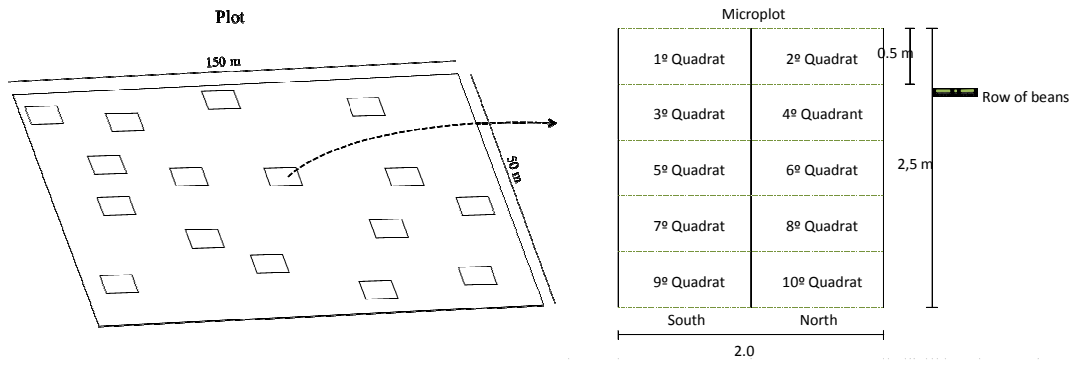 Plot
150 m
50 m
Microplot
1º Quadrat
2º Quadrat
0.5 m
Row of beans
3º Quadrat
4º Quadrant
5º Quadrat
6º Quadrat
2,5 m
7º Quadrat
8º Quadrat
9º Quadrat
10º Quadrat
South
North
2.0